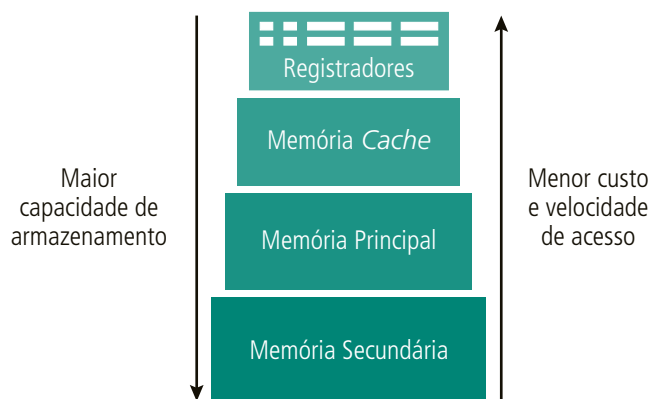 Registradores
Memória Cache
Maior
capacidade de
armazenamento
Menor custo
e velocidade
de acesso
Memória Principal
Memória Secundária